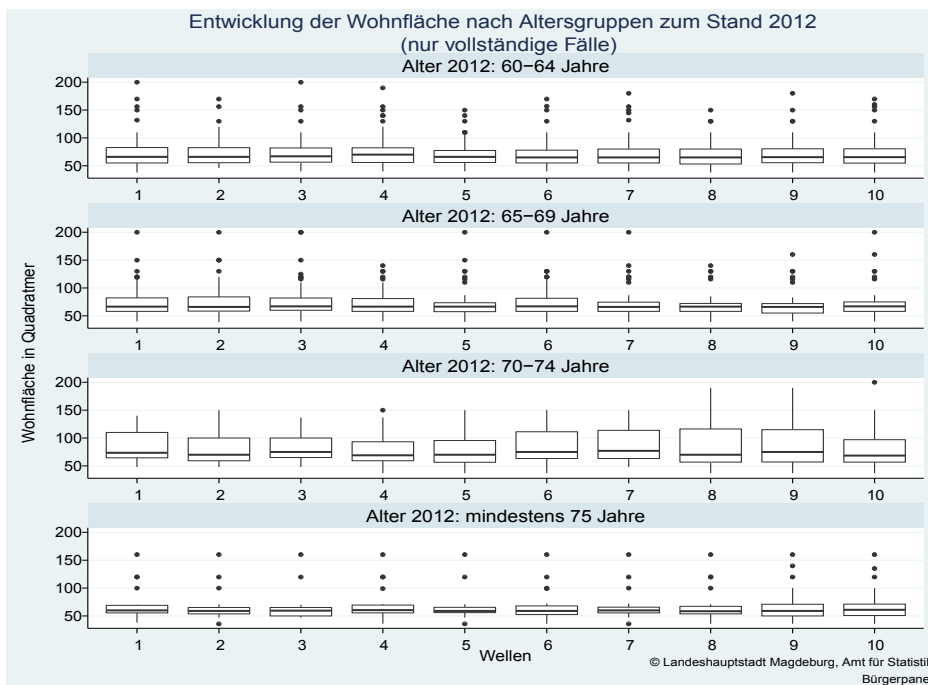 Entwicklung der Wohnfläche nach Altersgruppen zum Stand 2012
(nur vollständige Fälle)
Wohnfläche in Quadratmer
Alter 2012: 60−64 Jahre
200
150
100
50
1 2 3 4 5 6 7 8 9 10
Alter 2012: 65−69 Jahre
200
150
100
50
1 2 3 4 5 6 7 8 9 10
Alter 2012: 70−74 Jahre
200
150
100
50
1 2 3 4 5 6 7 8 9 10
Alter 2012: mindestens 75 Jahre
200
150
100
50
1 2 3 4 5 6 7 8 9 10
Wellen
© Landeshauptstadt Magdeburg, Amt für Statisti
Bürgerpane